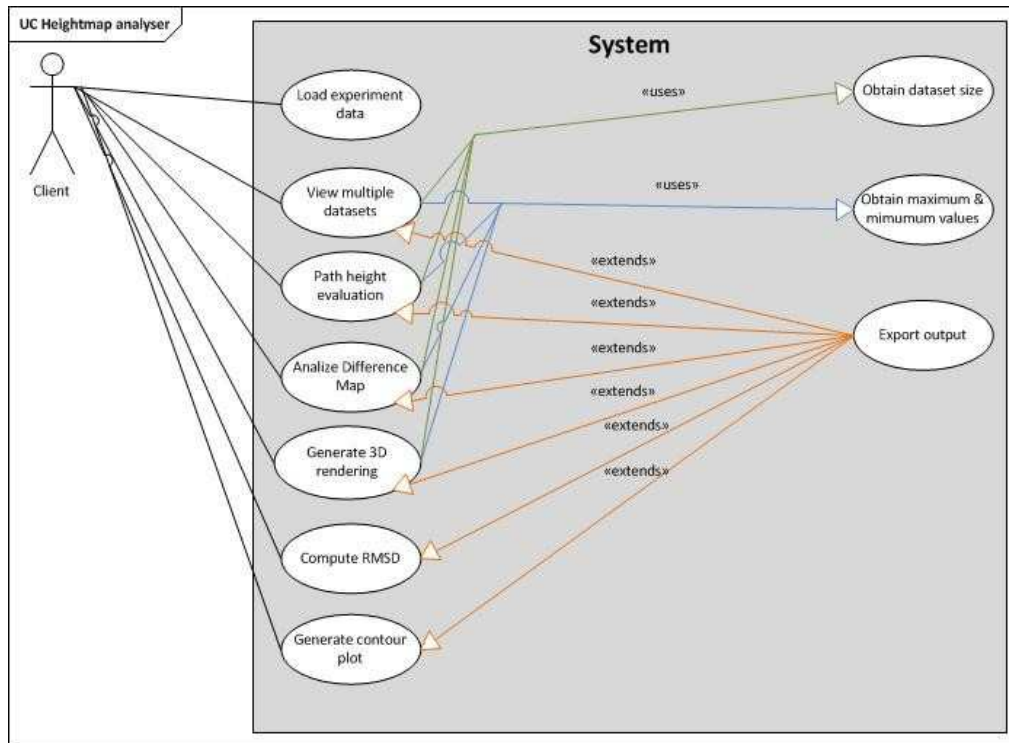 UC Heightmap analyser
System
Client
Load experiment
data
View multiple
datasets
Path height
evaluation
Analize Difference
Map
Generate 3D
rendering
Compute RMSD
Generate contour
plot
«uses»
«uses»
«extends»
«extends»
«extends»
«extends»
«extends»
«extends»
Obtain dataset size
Obtain maximum &
mimumum values
Export output